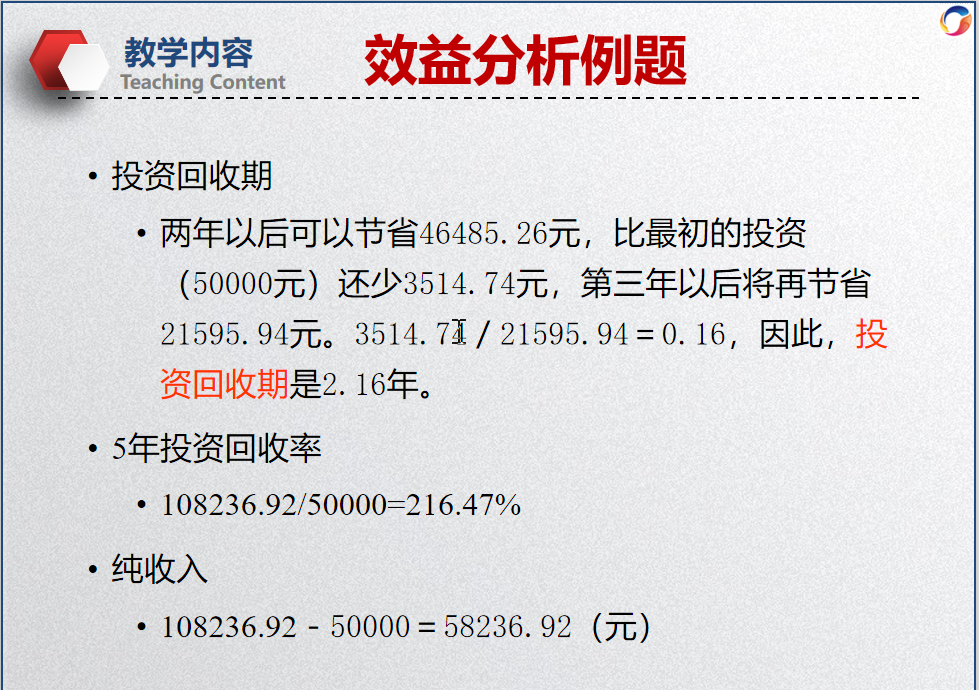 教学内容
Teaching Content
效益分析例题
• 投资回收期
• 两年以后可以节省46485.26元，比最初的投资
（50000元）还少3514.74元，第三年以后将再节省
21595.94元。3514.74／21595.94＝0.16，因此，投
资回收期是2.16年。
• 5年投资回收率
• 108236.92/50000=216.47%
• 纯收入
• 108236.92－50000＝58236.92（元）